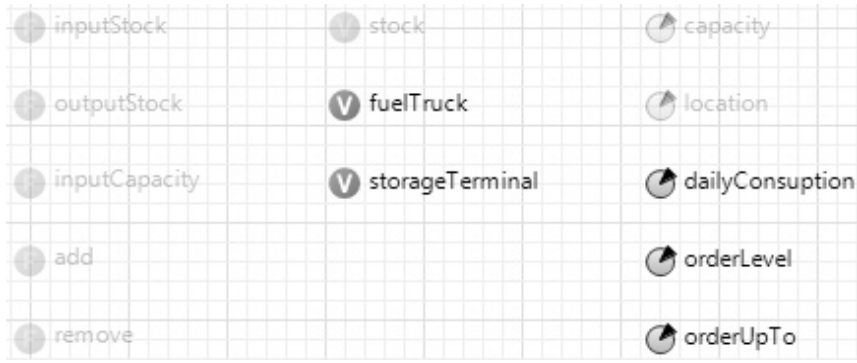 inputStock stock capacity
outputStock fuelTruck location
inputCapacity storageTerminal dailyConsuption
add orderLevel
remove orderUpTo